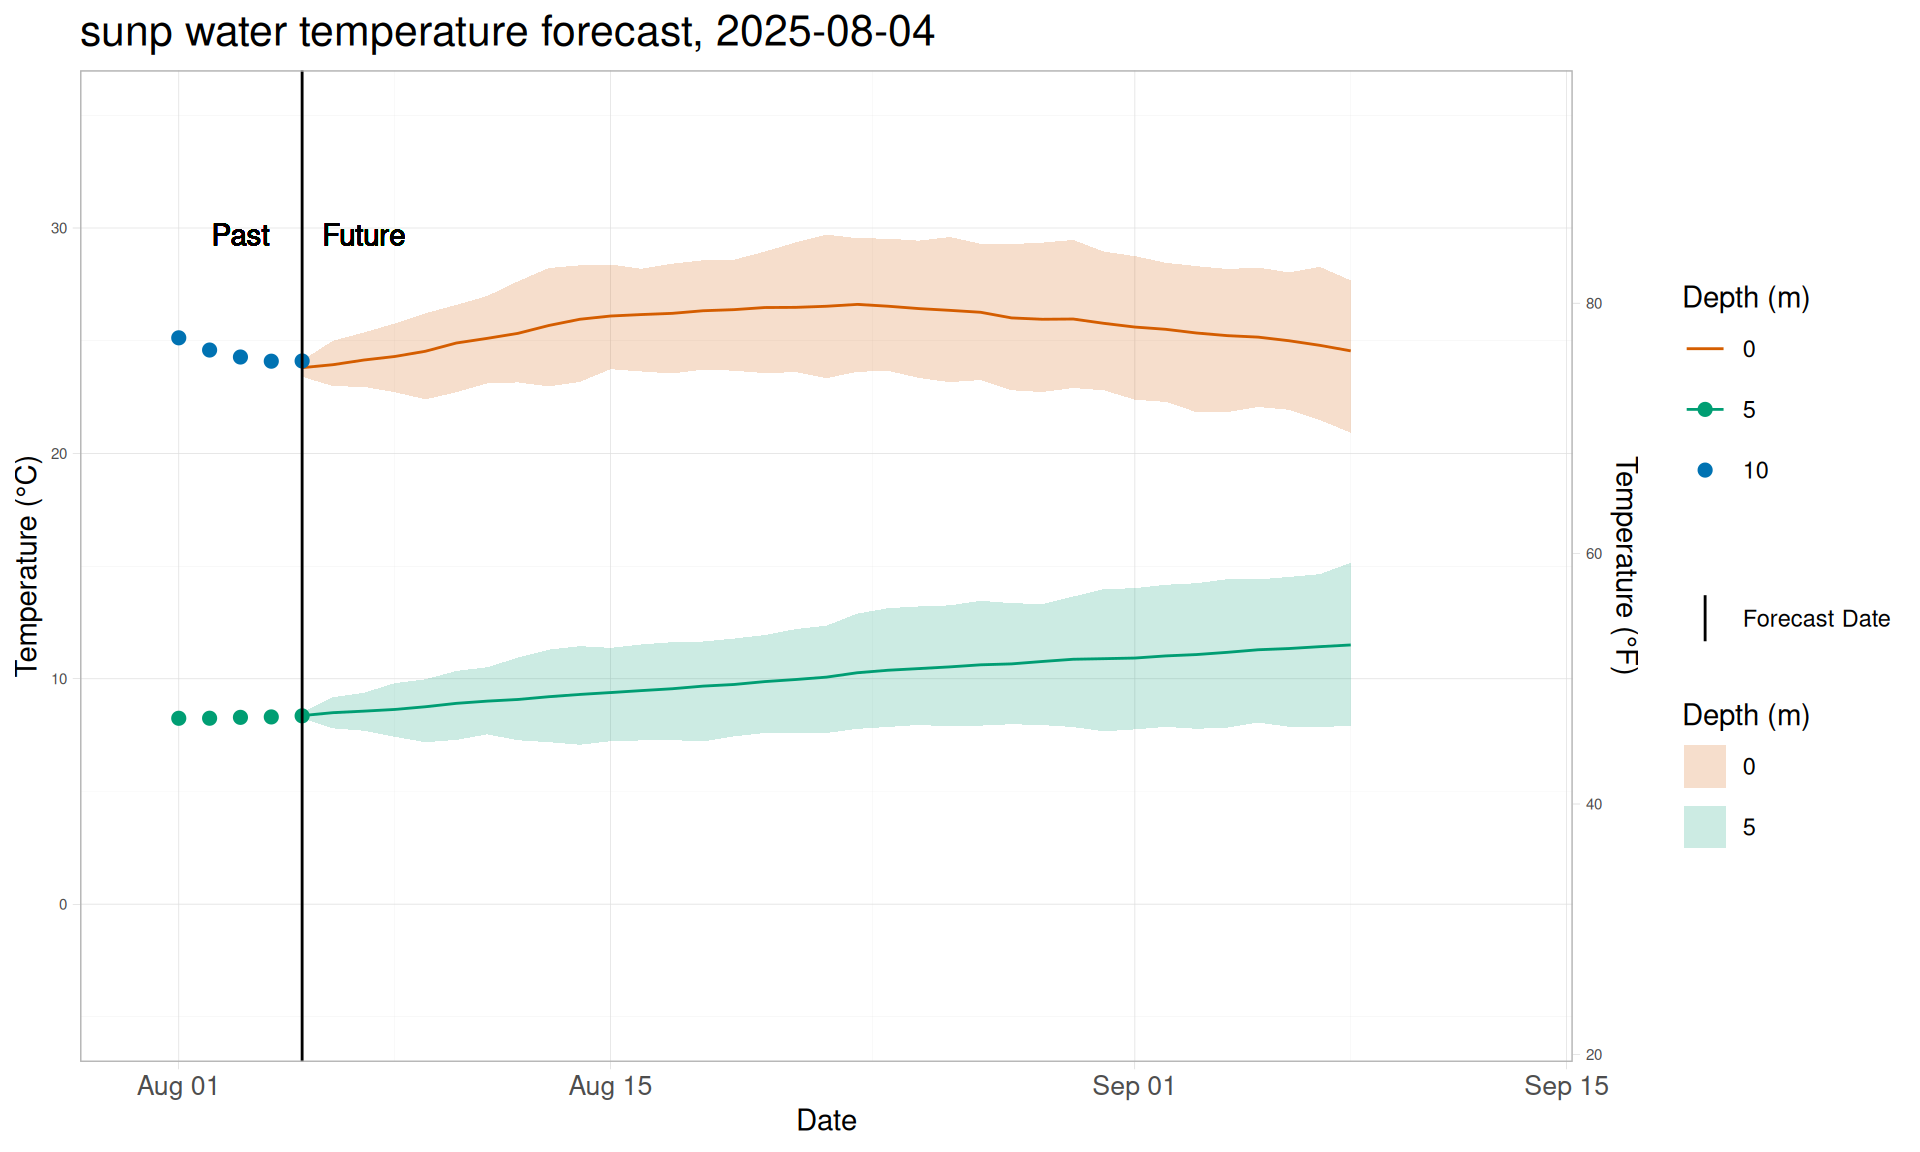 sunp water temperature forecast, 2025-08-04
Past
Future
30
20
10
0
Temperature (°C)
80
60
40
20
Temperature (°F)
Aug 01
Aug 15
Sep 01
Sep 15
Date
Depth (m)
0
5
10
Forecast Date
Depth (m)
0
5